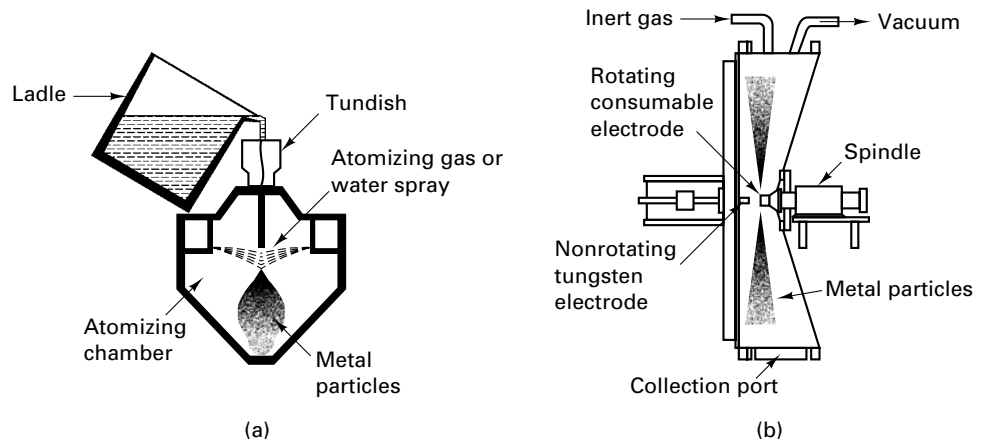 Ladle
Tundish
Atomizing gas or
water spray
Atomizing
chamber
Metal
particles
(a)
Inert gas
Vacuum
Rotating
consumable
electrode
Spindle
Nonrotating
tungsten
electrode
Metal particles
Collection port
(b)